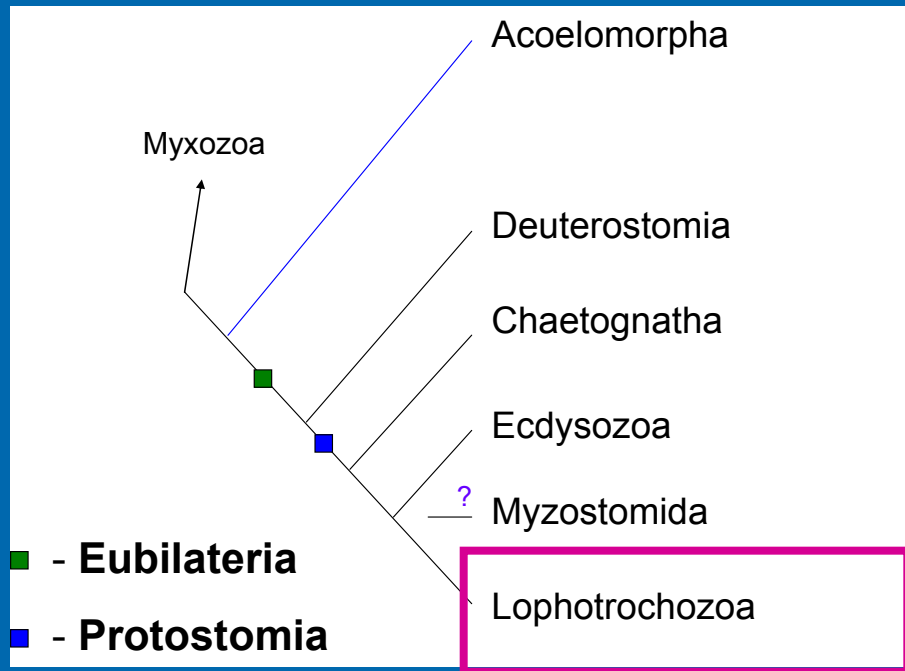 Acoelomorpha
Myxozoa
Deuterostomia
Chaetognatha
Ecdysozoa
?
Myzostomida
- Eubilateria
Lophotrochozoa
- Protostomia